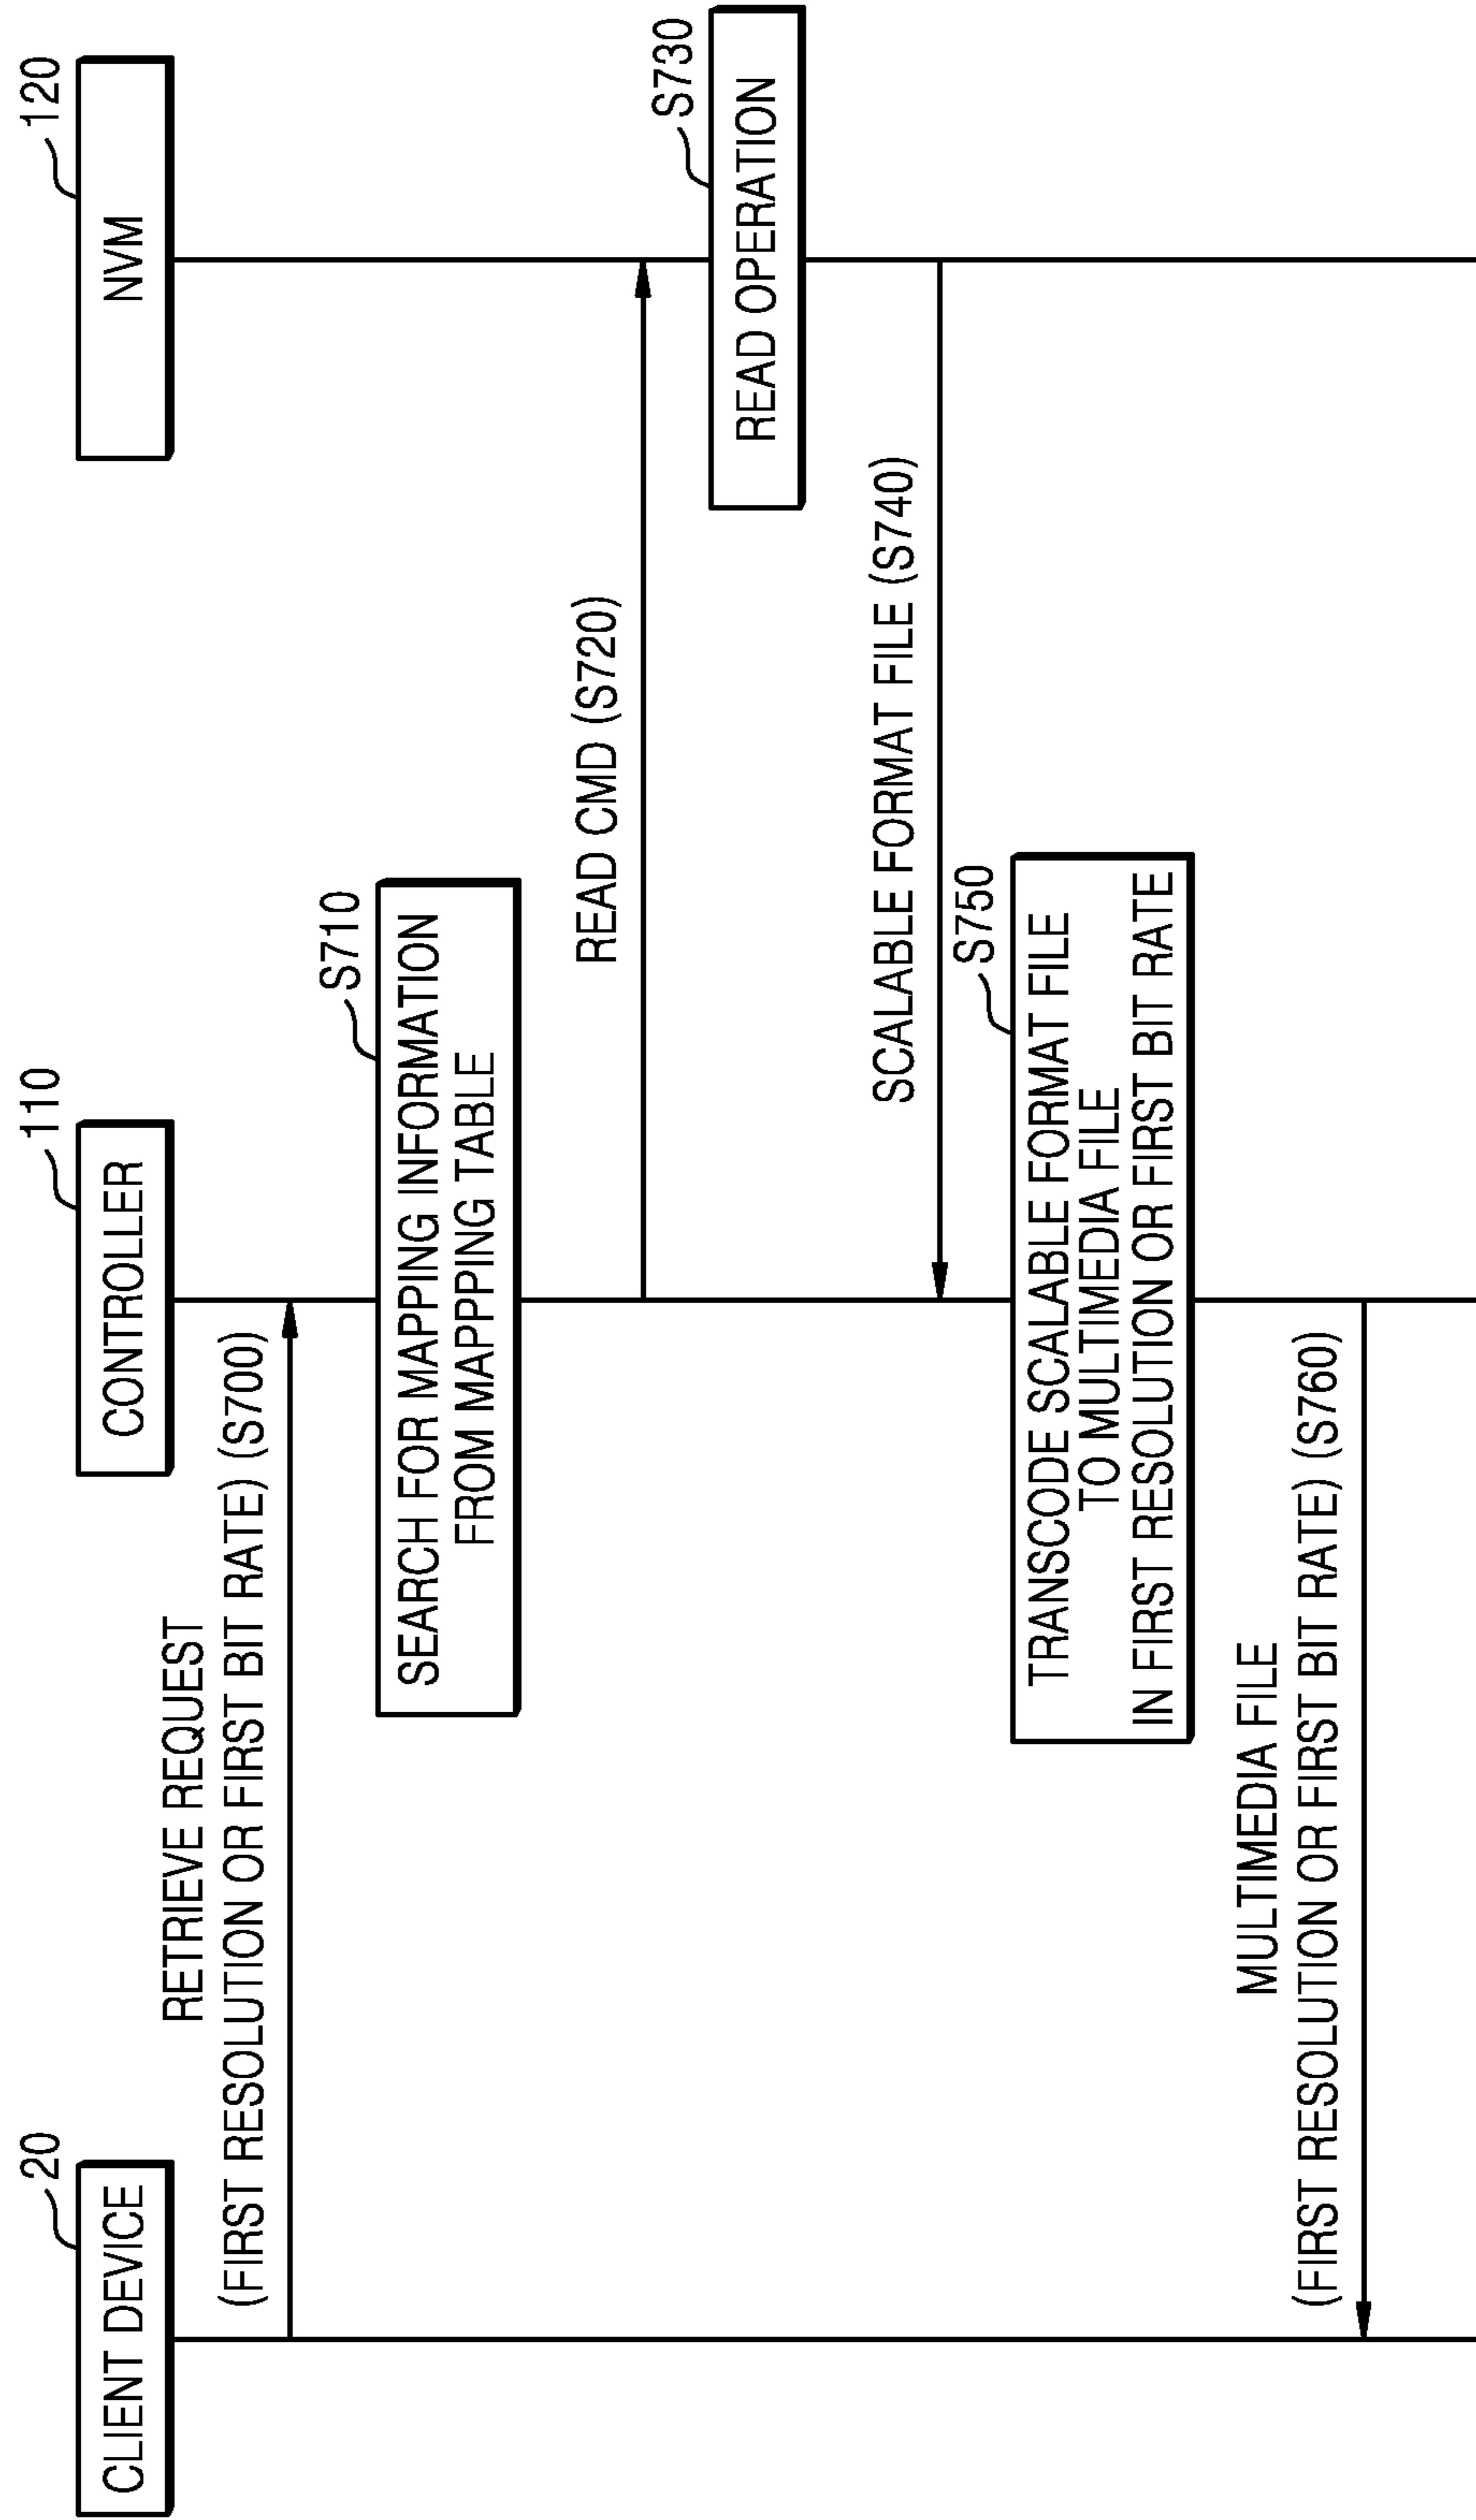 CLIENT DEVICE
20
CONTROLLER
110
NVM
120
RETRIEVE REQUEST
(FIRST RESOLUTION OR FIRST BIT RATE) (S700)
S710
SEARCH FOR MAPPING INFORMATION
FROM MAPPING TABLE
READ CMD (S720)
S730
READ OPERATION
SCALABLE FORMAT FILE (S740)
S750
TRANSCODE SCALABLE FORMAT FILE
TO MULTIMEDIA FILE
IN FIRST RESOLUTION OR FIRST BIT RATE
MULTIMEDIA FILE
(FIRST RESOLUTION OR FIRST BIT RATE) (S760)